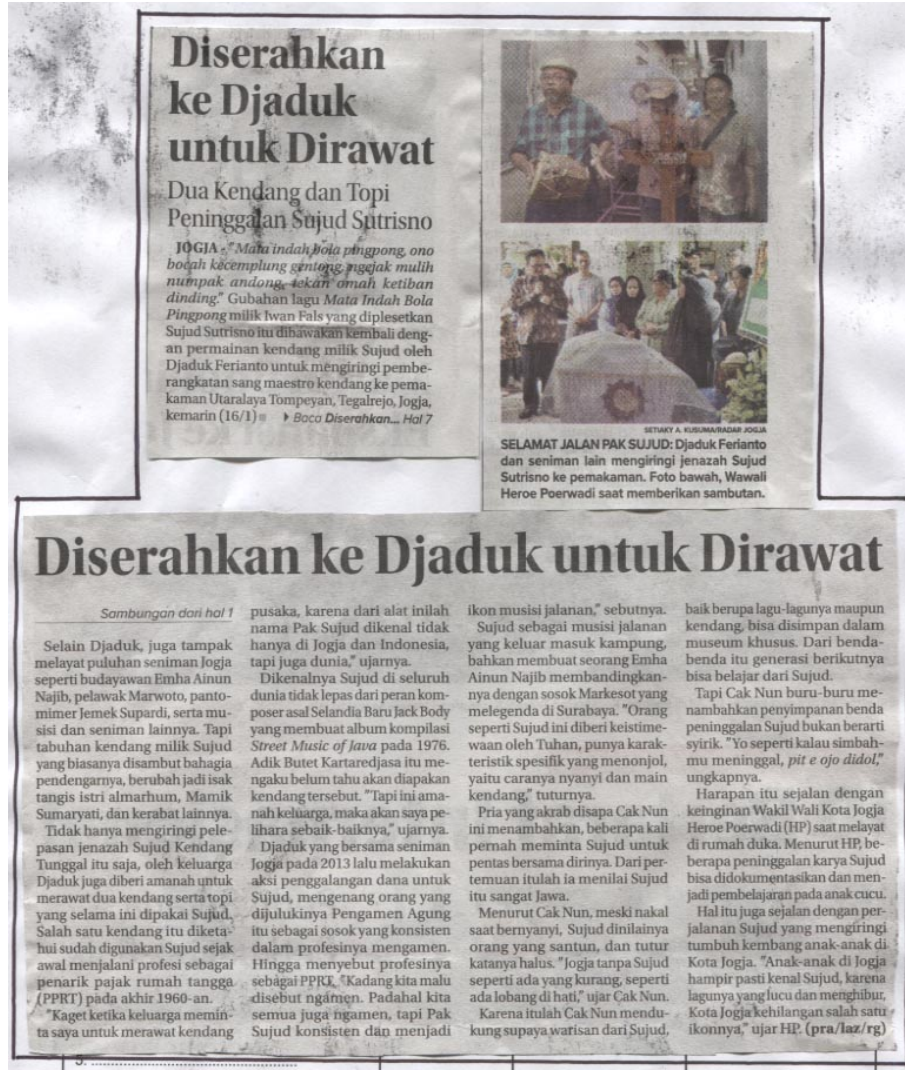 Diserahkan
ke Djaduk
untuk Dirawat
Dua Kendang dan Topi
Peninggalan Sujud Sutrisno
JOGJA - "Mata indah bola pingpong, ono
bocah kecemplung gentong, ngejak mulih
numpak andong, tekan omah ketiban
dinding." Gubahan lagu Mata Indah Bola
Pingpong milik Iwan Fals yang diplesetkan
Sujud Sutrisno itu dibawakan kembali deng-
an permainan kendang milik Sujud oleh
Djaduk Ferianto untuk mengiringi pembe-
rangkatan sang maestro kendang ke pema-
kaman Utaralaya Tompeyan, Tegalrejo, Jogja,
kemarin (16/1) Baca Diserahkan... Hal 7
SETIAKY A. KUSUMA/RADAR JOGJA
SELAMAT JALAN PAK SUJUD: Djaduk Ferianto
dan seniman lain mengiringi jenazah Sujud
Sutrisno ke pemakaman. Foto bawah, Wawali
Heroe Poerwadi saat memberikan sambutan.
Diserahkan ke Djaduk untuk Dirawat
Sambungan dari hal 1
Selain Djaduk, juga tampak
melayat puluhan seniman Jogja
seperti budayawan Emha Ainun
Najib, pelawak Marwoto, panto-
mimer Jemek Supardi, serta mu-
sisi dan seniman lainnya. Tapi
tabuhan kendang milik Sujud
yang biasanya disambut bahagia
pendengarnya, berubah jadi isak
tangis istri almarhum, Mamik
Sumaryati, dan kerabat lainnya.
Tidak hanya mengiringi pele-
pasan jenazah Sujud Kendang
Tunggal itu saja, oleh keluarga
Djaduk juga diberi amanah untuk
merawat dua kendang serta topi
yang selama ini dipakai Sujud.
Salah satu kendang itu diketa-
hui sudah digunakan Sujud sejak
awal menjalani profesi sebagai
penarik pajak rumah tangga
(PPRT) pada akhir 1960-an.
"Kaget ketika keluarga memin-
ta saya untuk merawat kendang
pusaka, karena dari alat inilah
nama Pak Sujud dikenal tidak
hanya di Jogja dan Indonesia,
tapi juga dunia," ujarnya.
Dikenalnya Sujud di seluruh
dunia tidak lepas dari peran kom-
poser asal Selandia Baru Jack Body
yang membuat album kompilasi
Street Music of Java pada 1976.
Adik Butet Kartaredjasa itu me-
ngaku belum tahu akan diapakan
kendang tersebut. "Tapi ini ama-
nah keluarga, maka akan saya pe-
lihara sebaik-baiknya," ujarnya.
Djaduk yang bersama seniman
Jogja pada 2013 lalu melakukan
aksi penggalangan dana untuk
Sujud, mengenang orang yang
dijulukinya Pengamen Agung
itu sebagai sosok yang konsisten
dalam profesinya mengamen.
Hingga menyebut profesinya
sebagai PPRT. "Kadang kita malu
disebut ngamen. Padahal kita
semua juga ngamen, tapi Pak
Sujud konsisten dan menjadi
ikon musisi jalanan," sebutnya.
Sujud sebagai musisi jalanan
yang keluar masuk kampung,
bahkan membuat seorang Emha
Ainun Najib membandingkan-
nya dengan sosok Markesot yang
melegenda di Surabaya. "Orang
seperti Sujud ini diberi keistime-
waan oleh Tuhan, punya karak-
teristik spesifik yang menonjol,
yaitu caranya nyanyi dan main
kendang," tuturnya.
Pria yang akrab disapa Cak Nun
ini menambahkan, beberapa kali
pernah meminta Sujud untuk
pentas bersama dirinya. Dari per-
temuan itulah ia menilai Sujud
itu sangat Jawa.
Menurut Cak Nun, meski nakal
saat bernyanyi, Sujud dinilainya
orang yang santun, dan tutur
katanya halus. "Jogja tanpa Sujud
seperti ada yang kurang, seperti
ada lobang di hati," ujar Cak Nun.
Karena itulah Cak Nun mendu-
kung supaya warisan dari Sujud,
baik berupa lagu-lagunya maupun
kendang, bisa disimpan dalam
museum khusus. Dari benda-
benda itu generasi berikutnya
bisa belajar dari Sujud.
Tapi Cak Nun buru-buru me-
nambahkan penyimpanan benda
peninggalan Sujud bukan berarti
syirik. "Yo seperti kalau simbah-
mu meninggal, pit e ojo didol,"
ungkapnya.
Harapan itu sejalan dengan
keinginan Wakil Wali Kota Jogja
Heroe Poerwadi (HP) saat melayat
di rumah duka. Menurut HP, be-
berapa peninggalan karya Sujud
bisa didokumentasikan dan men-
jadi pembelajaran pada anak cucu.
Hal itu juga sejalan dengan per-
jalanan Sujud yang mengiringi
tumbuh kembang anak-anak di
Kota Jogja. "Anak-anak di Jogja
hampir pasti kenal Sujud, karena
lagunya yang lucu dan menghibur,
Kota Jogja kehilangan salah satu
ikonnya," ujar HP. (pra/laz/rg)